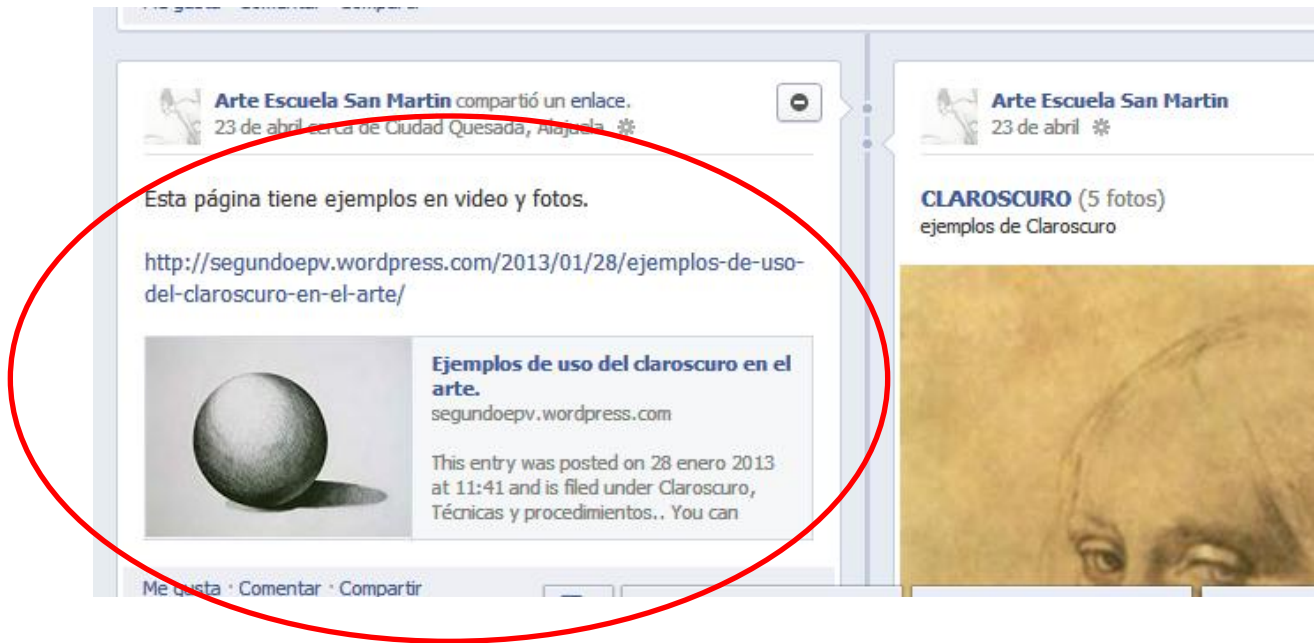 Me gusta · Comentar · Compartir
Arte Escuela San Martin compartió un enlace.
23 de abril cerca de Ciudad Quesada, Alajuela
Esta página tiene ejemplos en video y fotos.
http://segundoepv.wordpress.com/2013/01/28/ejemplos-de-uso-
del-claroscuro-en-el-arte/
Ejemplos de uso del claroscuro en el
arte.
segundoepv.wordpress.com
This entry was posted on 28 enero 2013
at 11:41 and is filed under Claroscuro,
Técnicas y procedimientos.. You can
Me gusta · Comentar · Compartir
Arte Escuela San Martin
23 de abril
CLAROSCURO (5 fotos)
ejemplos de Claroscuro